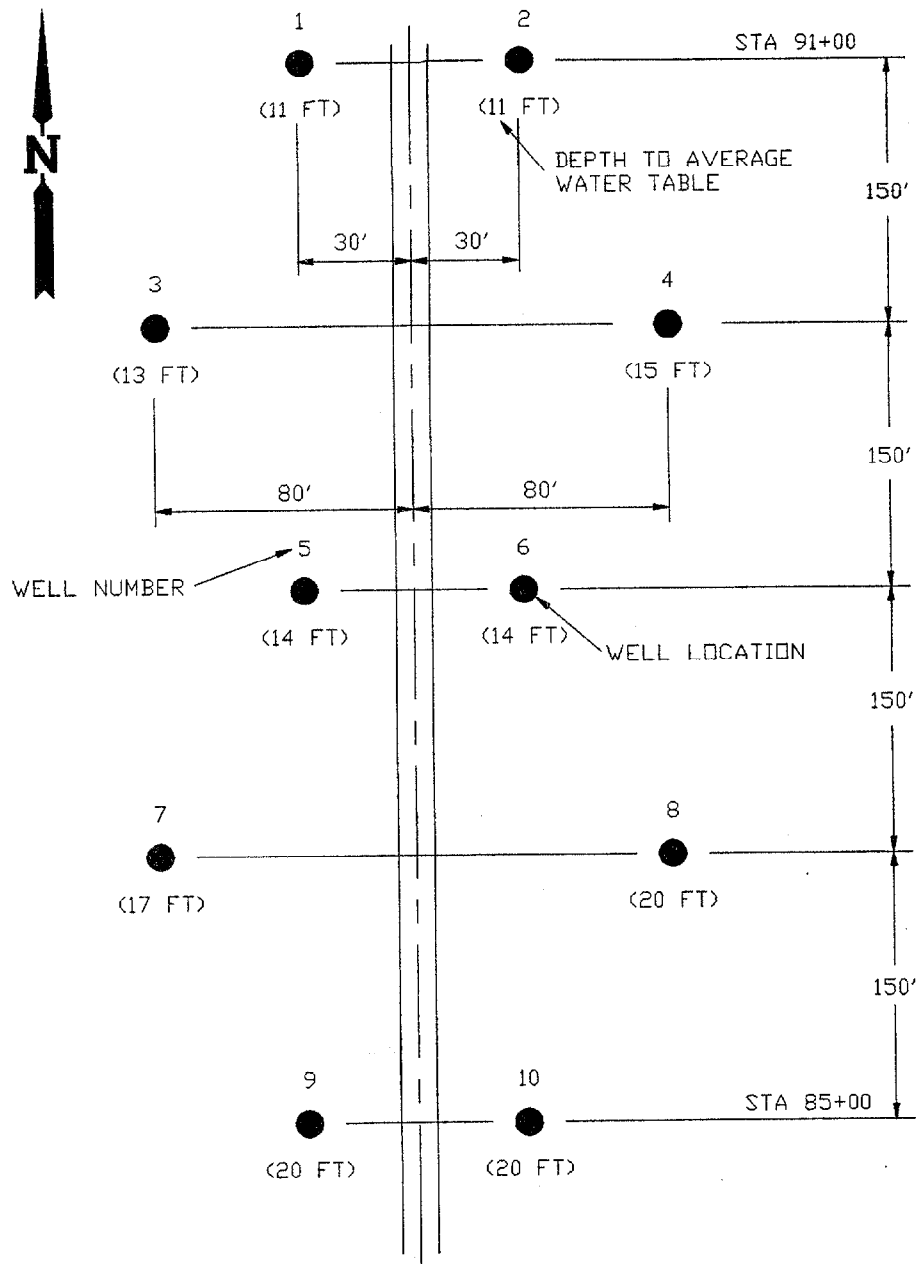 1
2
STA 91+00
(11 FT)
(11 FT)
N
DEPTH TO AVERAGE
WATER TABLE
150'
30'
30'
3
4
(13 FT)
(15 FT)
150'
80'
80'
5
6
WELL NUMBER
(14 FT)
(14 FT)
WELL LOCATION
150'
7
8
(17 FT)
(20 FT)
150'
9
10
STA 85+00
(20 FT)
(20 FT)